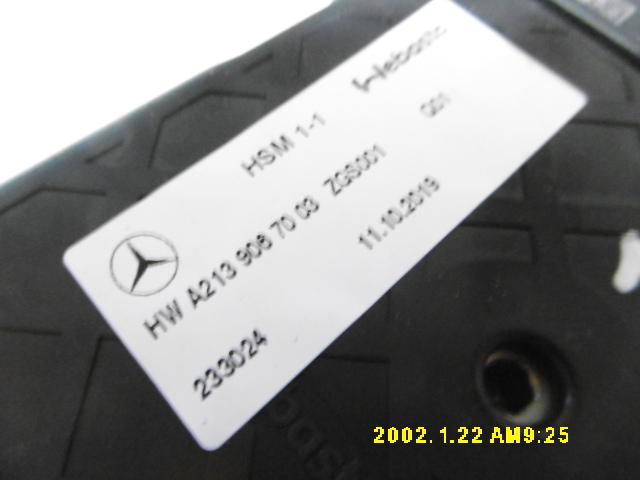 Webasto
HSM 1-1
Q01
HW A213 906 70 03 ZGS001
11.10.2019
233024
2002.1.22 AM9:25